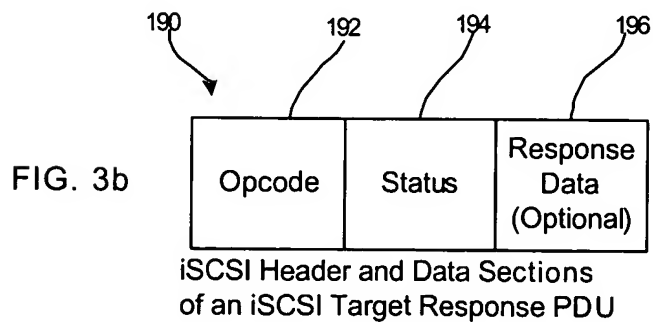 190 192 194 196
FIG. 3b
Opcode
Status
Response
Data
(Optional)
iSCSI Header and Data Sections
of an iSCSI Target Response PDU